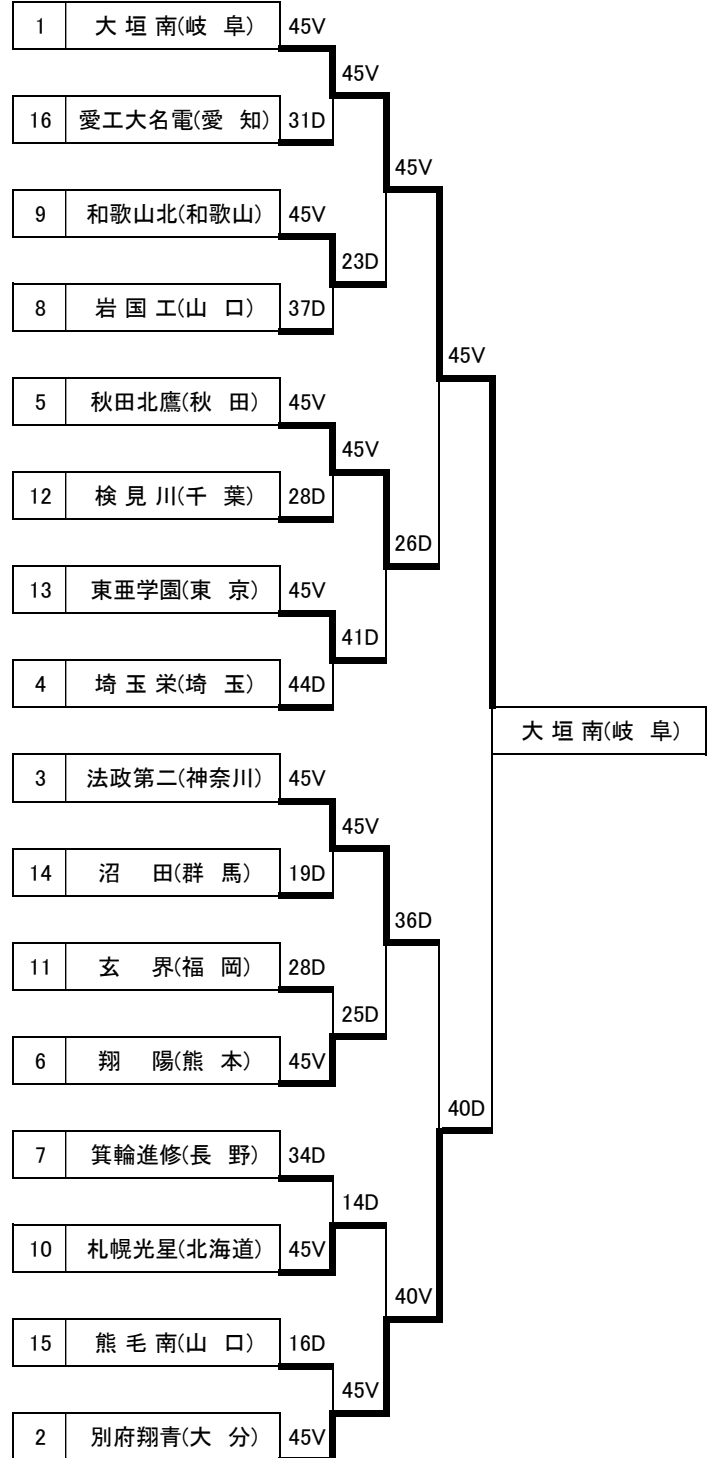 1 大 垣 南(岐 阜) 45V
45V
16 愛工大名電(愛 知) 31D
45V
9 和歌山北(和歌山) 45V
23D
8 岩 国 工(山 口) 37D
45V
5 秋田北鷹(秋 田) 45V
45V
12 検 見 川(千 葉) 28D
26D
13 東亜学園(東 京) 45V
41D
4 埼 玉 栄(埼 玉) 44D
大 垣 南(岐 阜)
3 法政第二(神奈川) 45V
45V
14 沼 田(群 馬) 19D
36D
11 玄 界(福 岡) 28D
25D
6 翔 陽(熊 本) 45V
40D
7 箕輪進修(長 野) 34D
14D
10 札幌光星(北海道) 45V
40V
15 熊 毛 南(山 口) 16D
45V
2 別府翔青(大 分) 45V